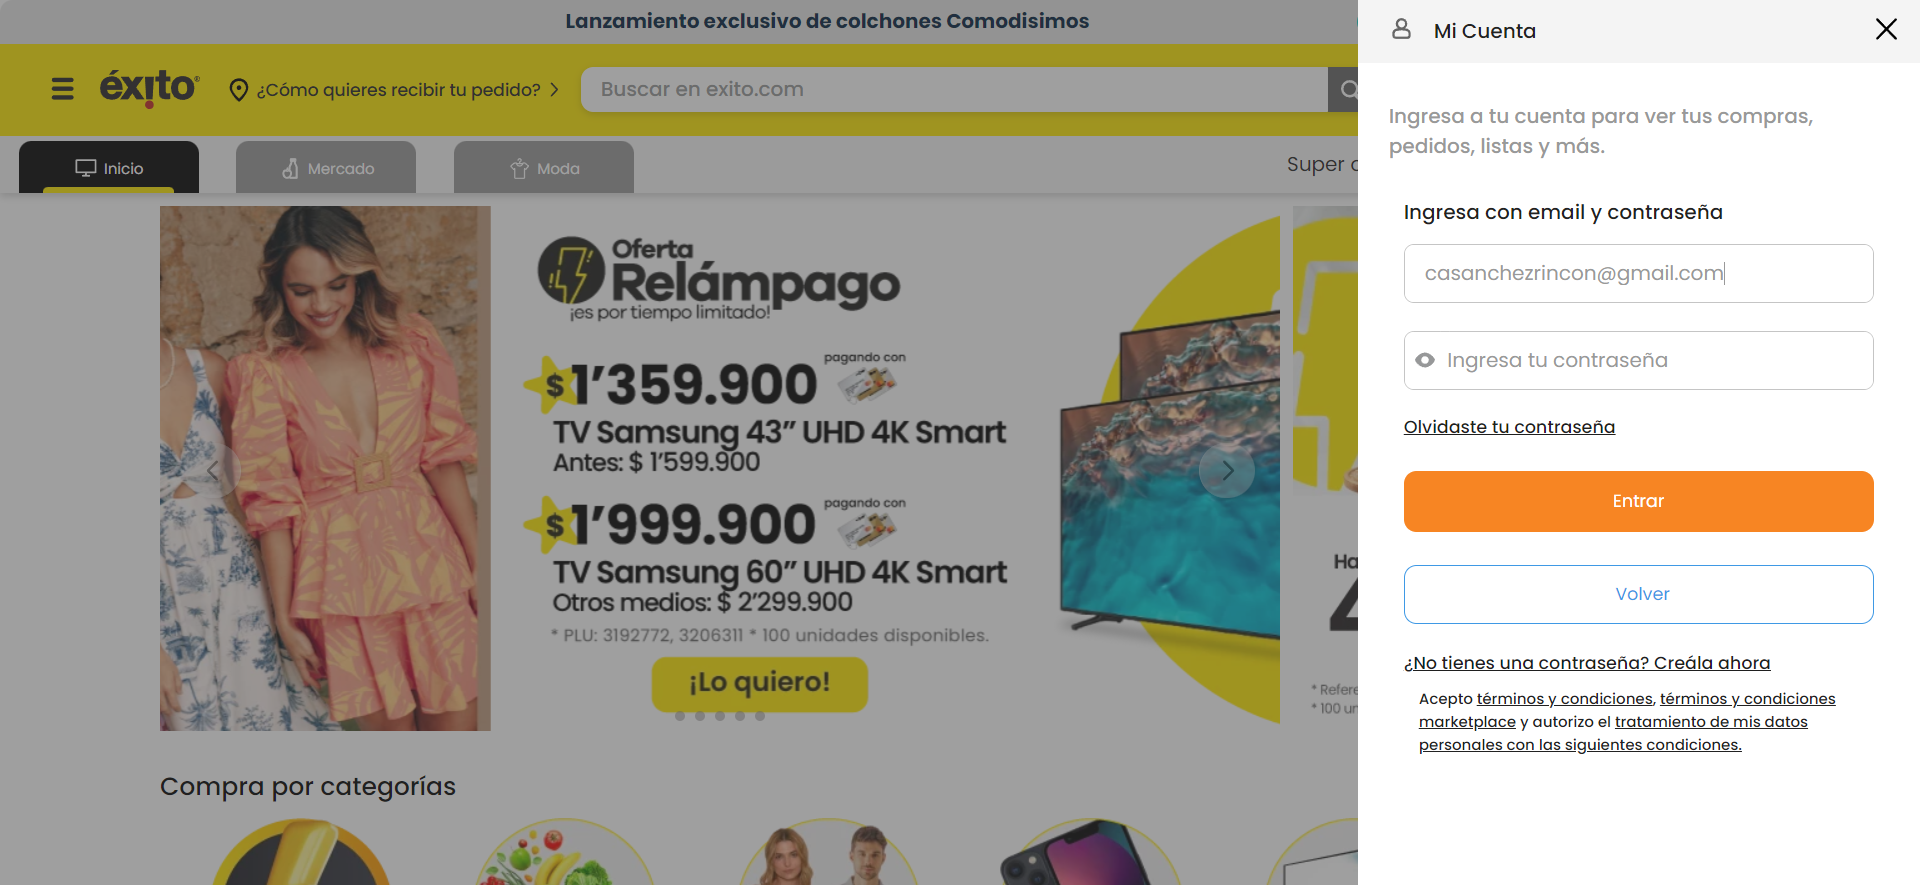 Lanzamiento exclusivo de colchones Comodisimos
éxito
¿Cómo quieres recibir tu pedido?
Buscar en exito.com
Inicio
Mercado
Moda
Super
Oferta
Relámpago
¡es por tiempo limitado!
$ 1’359.900
pagando con
TV Samsung 43” UHD 4K Smart
Antes: $ 1’599.900
$ 1’999.900
pagando con
TV Samsung 60” UHD 4K Smart
Otros medios: $ 2’299.900
* PLU: 3192772, 3206311 * 100 unidades disponibles.
¡Lo quiero!
Compra por categorías
Mi Cuenta
Ingresa a tu cuenta para ver tus compras,
pedidos, listas y más.
Ingresa con email y contraseña
casanchezrincon@gmail.com
Ingresa tu contraseña
Olvidaste tu contraseña
Entrar
Volver
¿No tienes una contraseña? Creála ahora
Acepto términos y condiciones, términos y condiciones
marketplace y autorizo el tratamiento de mis datos
personales con las siguientes condiciones.